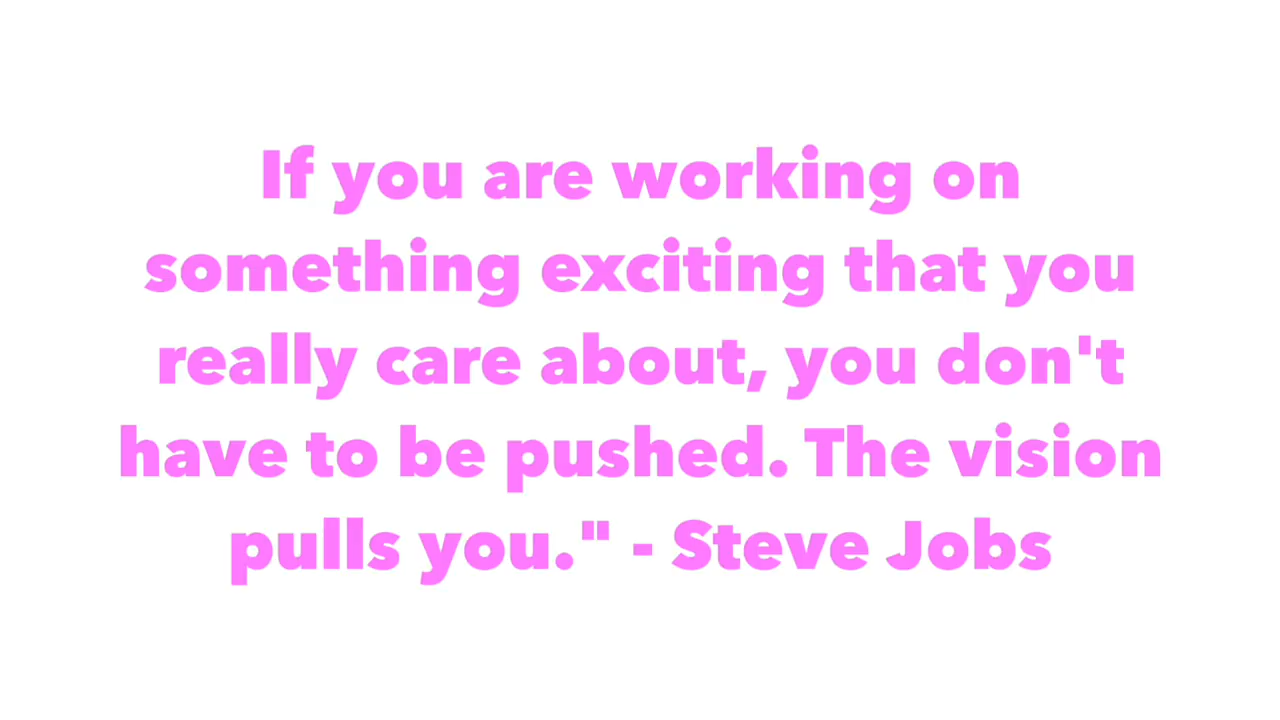 If you are working on
something exciting that you
really care about, you don't
have to be pushed. The vision
pulls you." - Steve Jobs